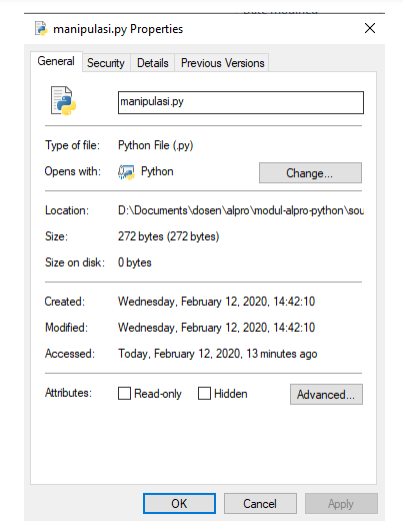 manipulasi.py Properties
General Security Details Previous Versions
manipulasi.py
Type of file: Python File (.py)
Opens with: Python Change...
Location: D:\Documents\dosen\alpro\modul-alpro-python\sou
Size: 272 bytes (272 bytes)
Size on disk: 0 bytes
Created: Wednesday, February 12, 2020, 14:42:10
Modified: Wednesday, February 12, 2020, 14:42:10
Accessed: Today, February 12, 2020, 13 minutes ago
Attributes: Read-only Hidden Advanced...
OK Cancel Apply